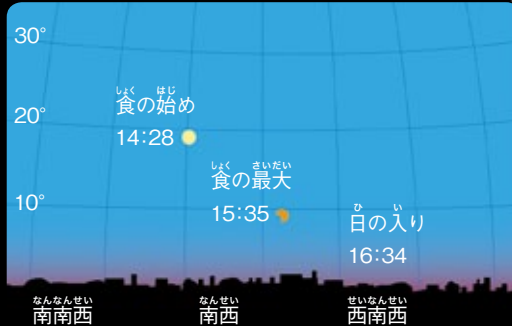 30°
しょく はじ
食の始め
14:28
20°
しょく さいだい
食の最大
15:35
10°
ひ い
日の入り
16:34
なんなんせい
南南西
なんせい
南西
せいなんせい
西南西